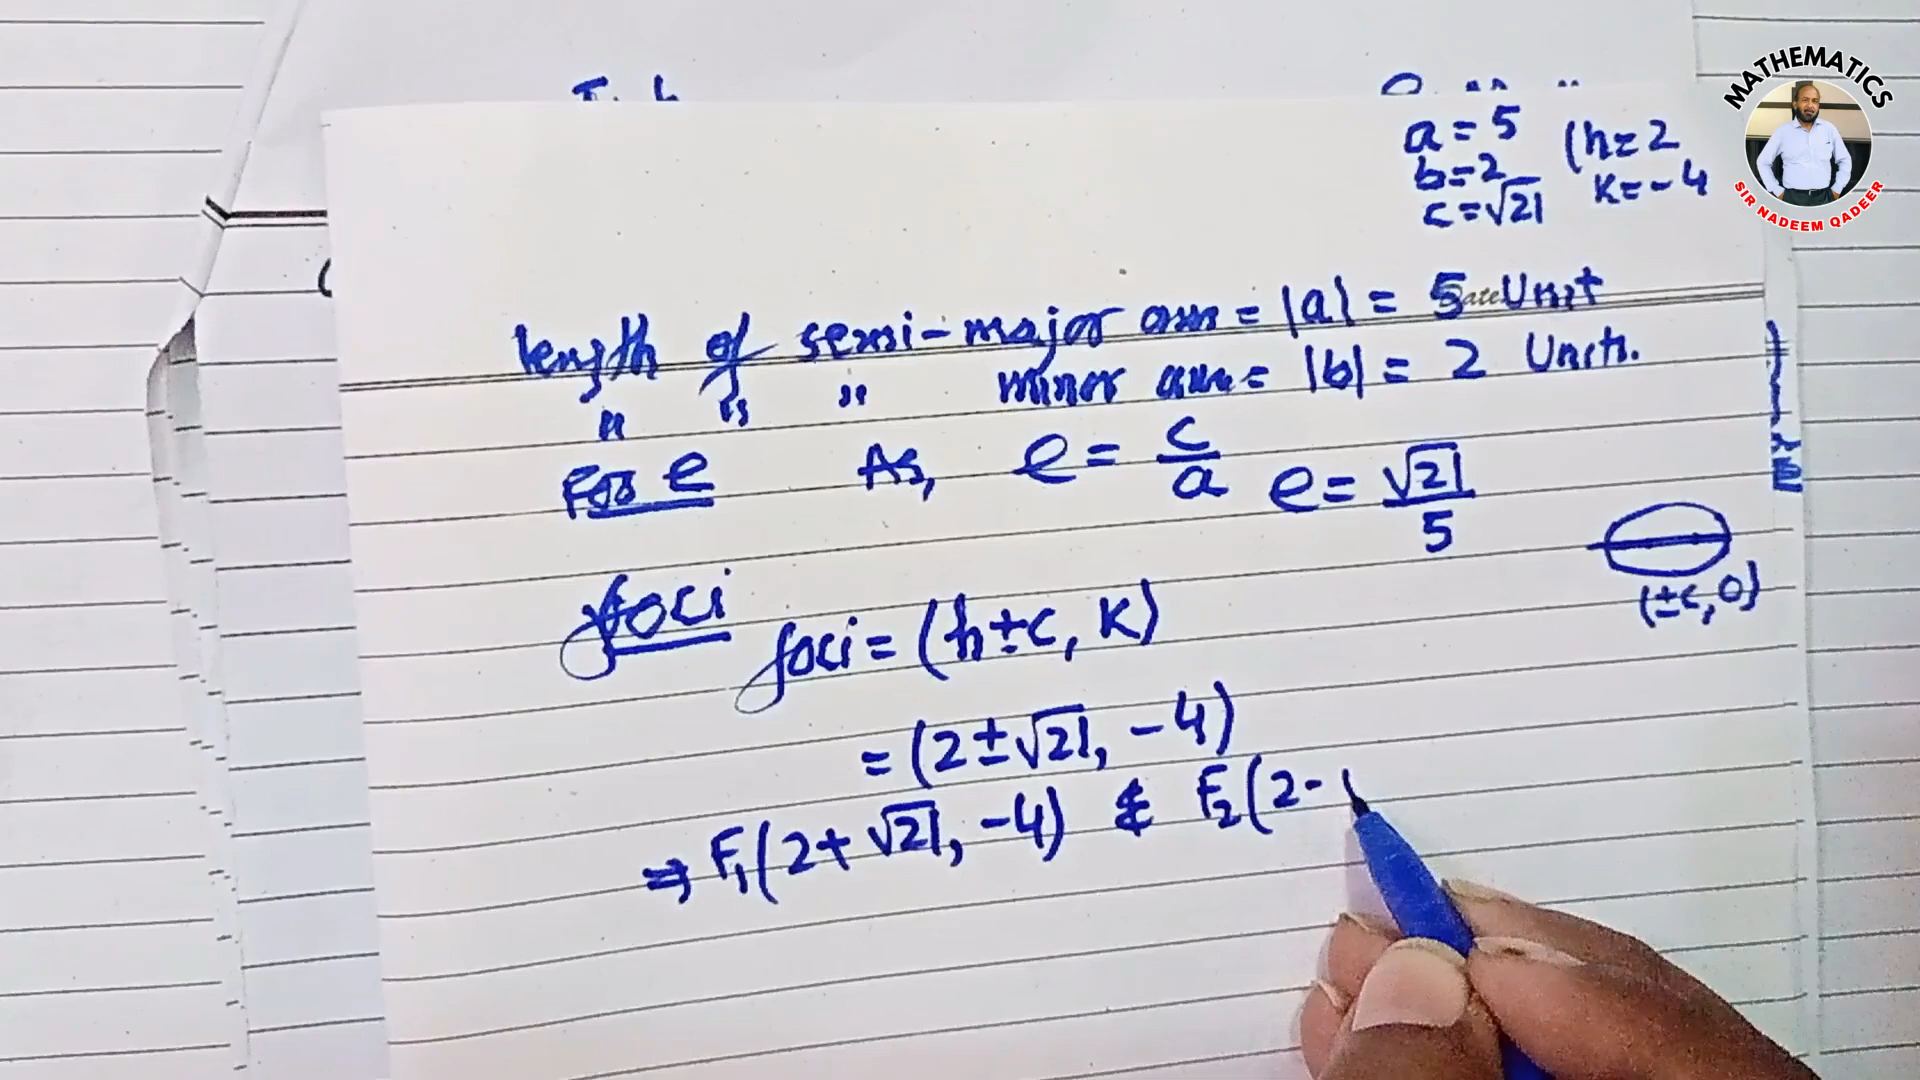 a = 5
(h = 2
b = 2
k = - 4
c = √21
MATHEMATICS
SIR NADEEM QADEER
length of semi-major axis = |a| = 5 Unit
" " " minor axis = |b| = 2 Units.
For e As, e = c/a e = √21/5
foci
foci = (h ± c, k)
(±c, 0)
= (2 ± √21, - 4)
⇒ F₁(2 + √21, - 4) & F₂(2 -